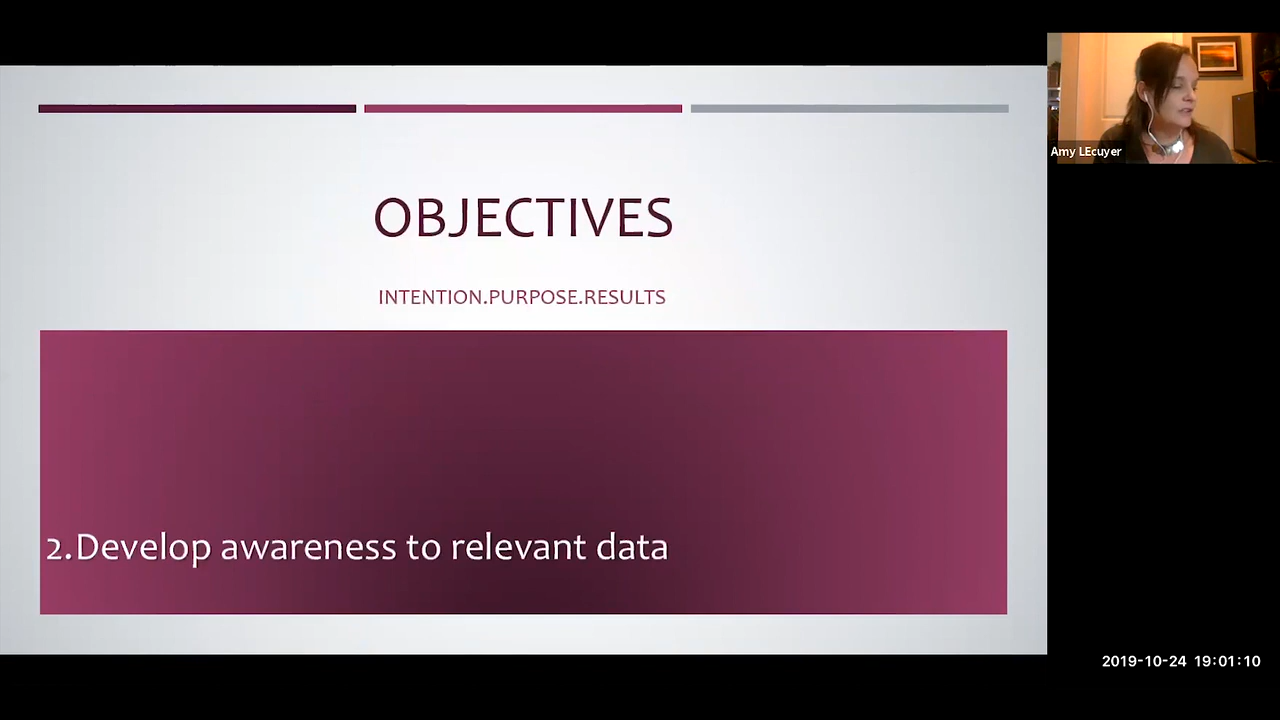 OBJECTIVES
INTENTION.PURPOSE.RESULTS
2.Develop awareness to relevant data
Amy LEcuyer
2019-10-24 19:01:10